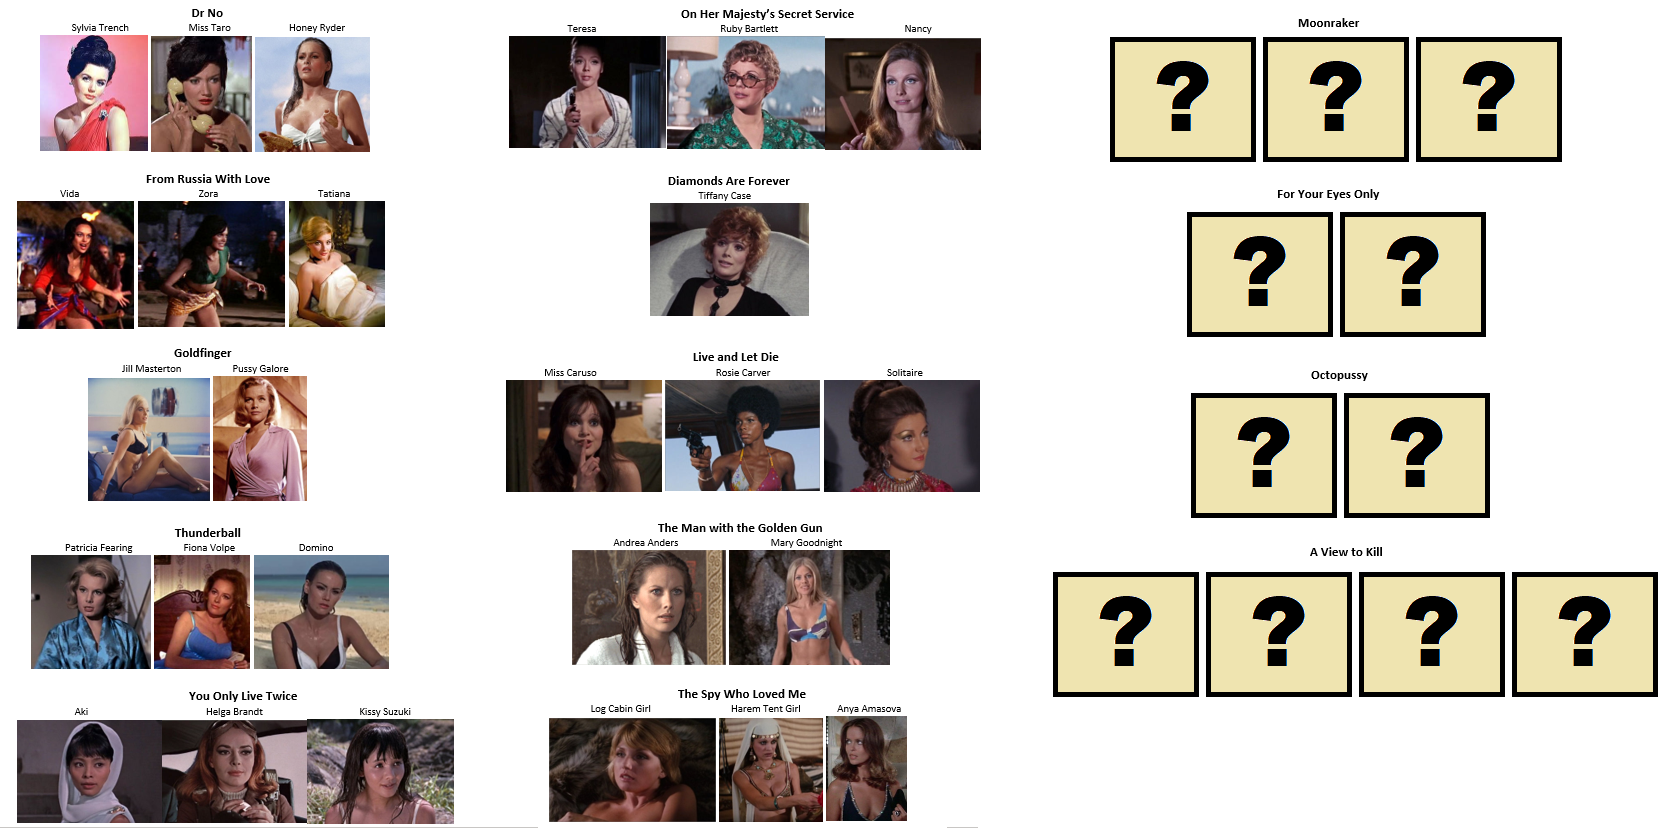 Dr No
Sylvia Trench Miss Taro Honey Ryder
From Russia With Love
Vida Zora Tatiana
Goldfinger
Jill Masterton Pussy Galore
Thunderball
Patricia Fearing Fiona Volpe Domino
You Only Live Twice
Aki Helga Brandt Kissy Suzuki
On Her Majesty's Secret Service
Teresa Ruby Bartlett Nancy
Diamonds Are Forever
Tiffany Case
Live and Let Die
Miss Caruso Rosie Carver Solitaire
The Man with the Golden Gun
Andrea Anders Mary Goodnight
The Spy Who Loved Me
Log Cabin Girl Harem Tent Girl Anya Amasova
Moonraker
? ? ?
For Your Eyes Only
? ?
Octopussy
? ?
A View to Kill
? ? ? ?